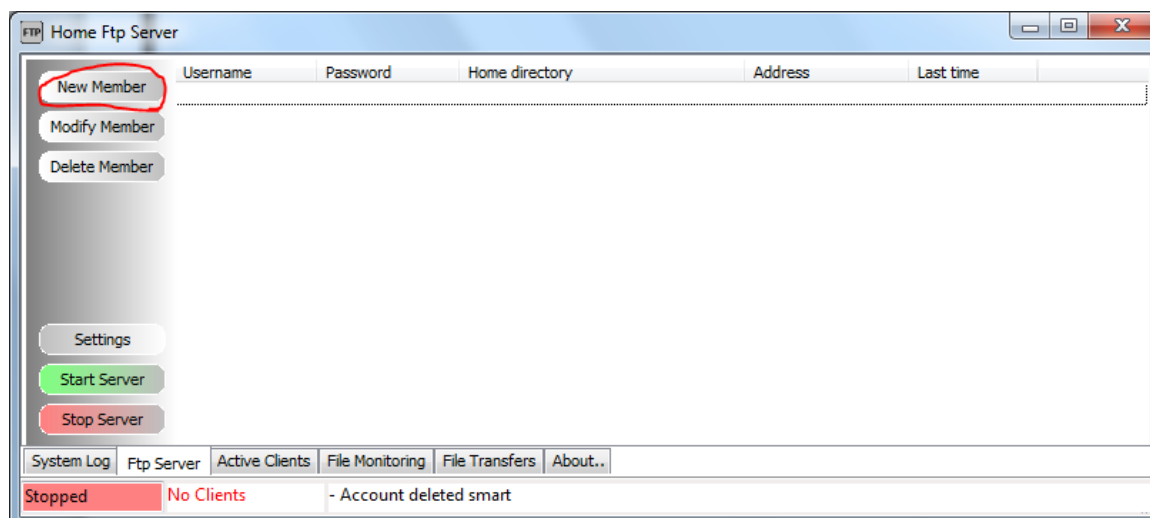 FTP Home Ftp Server
Username Password Home directory Address Last time
New Member
Modify Member
Delete Member
Settings
Start Server
Stop Server
System Log Ftp Server Active Clients File Monitoring File Transfers About..
Stopped No Clients - Account deleted smart